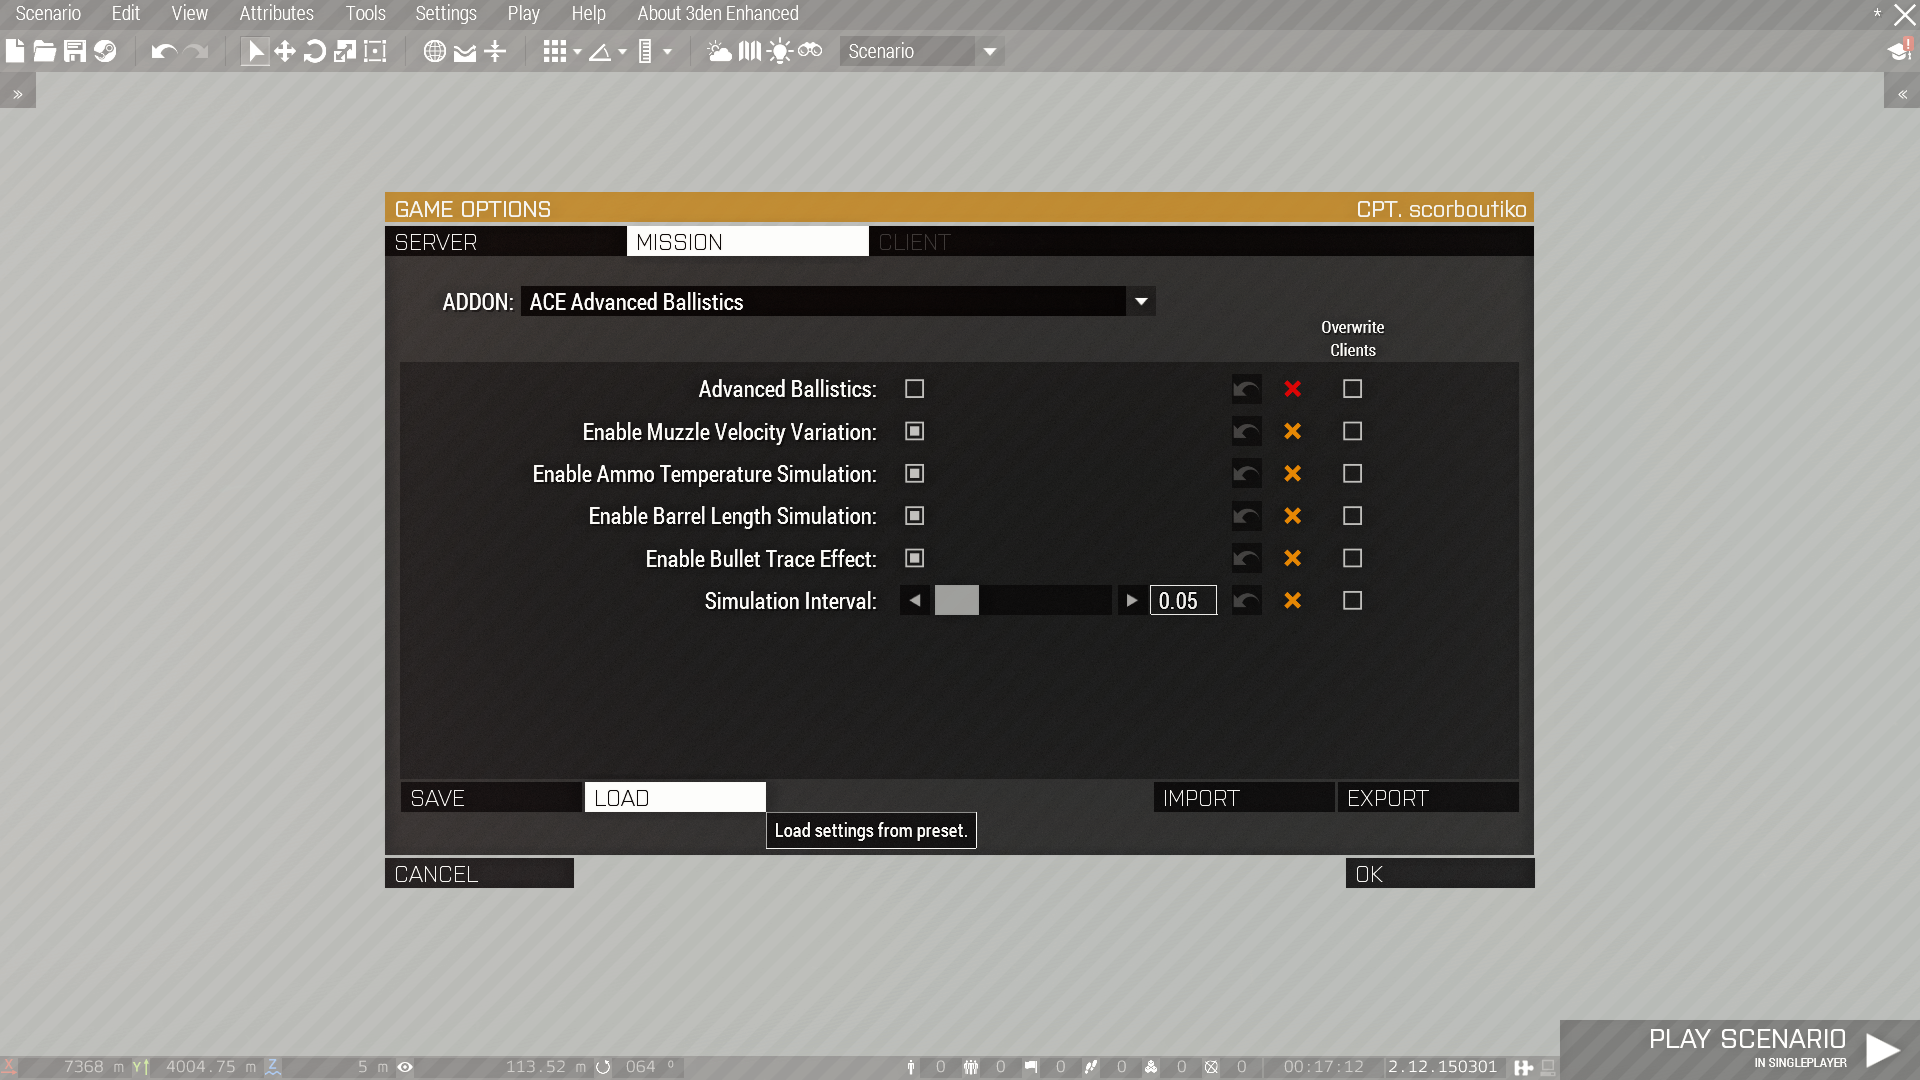 Scenario Edit View Attributes Tools Settings Play Help About 3den Enhanced *
Scenario
» «
GAME OPTIONS CPT. scorboutiko
SERVER MISSION CLIENT
ADDON: ACE Advanced Ballistics
Overwrite
Clients
Advanced Ballistics:
Enable Muzzle Velocity Variation:
Enable Ammo Temperature Simulation:
Enable Barrel Length Simulation:
Enable Bullet Trace Effect:
Simulation Interval: 0.05
SAVE LOAD IMPORT EXPORT
Load settings from preset.
CANCEL OK
PLAY SCENARIO
IN SINGLEPLAYER
X 7368 m Y 4004.75 m Z 5 m 113.52 m 064 ° 0 0 0 0 0 0 00:17:12 2.12.150301